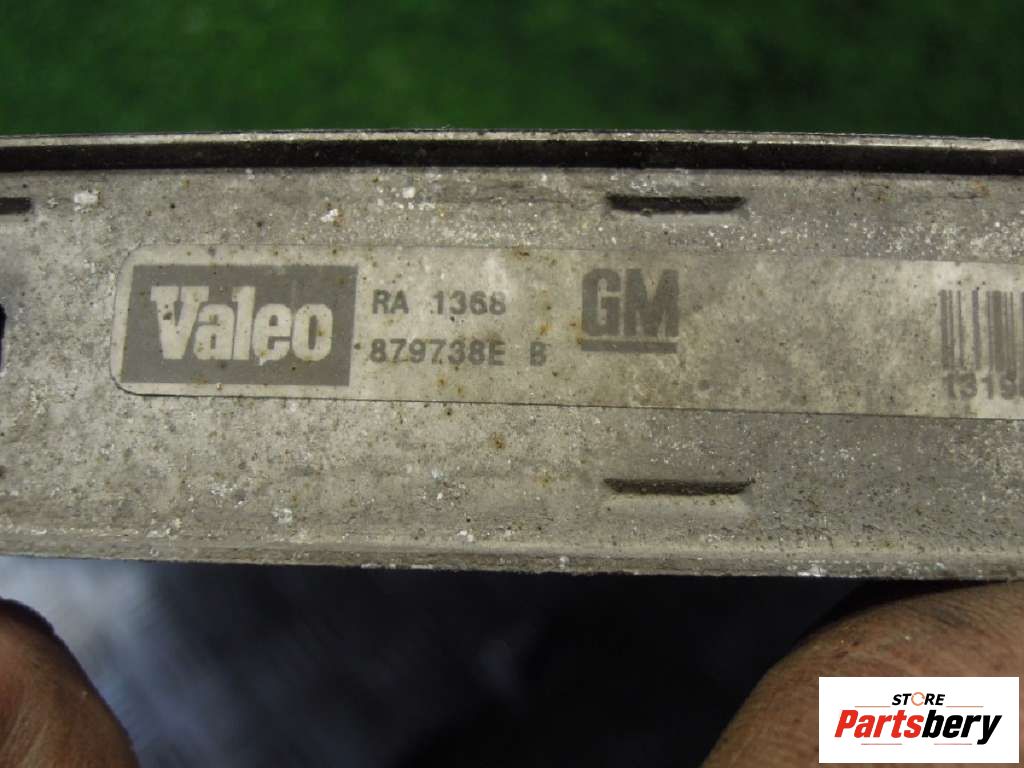 Valeo
RA 1368
879738E B
GM
STORE
Partsbery